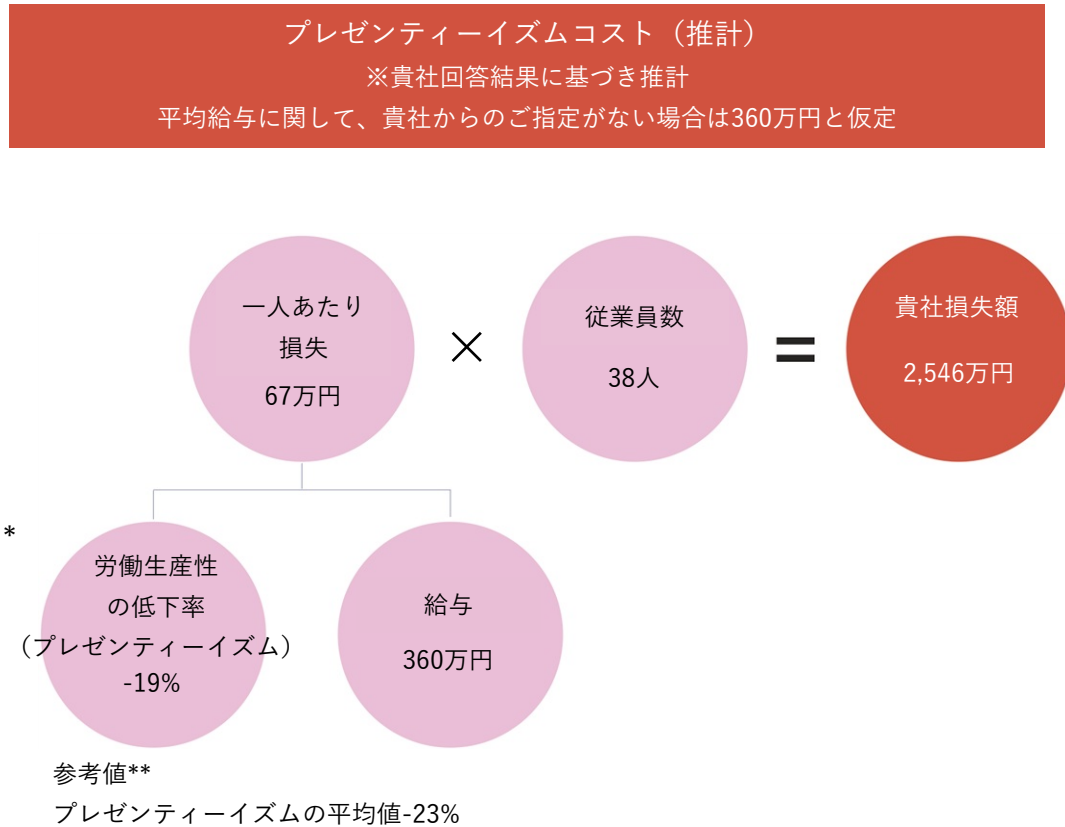 プレゼンティーイズムコスト（推計）
※貴社回答結果に基づき推計
平均給与に関して、貴社からのご指定がない場合は360万円と仮定
一人あたり
損失
67万円
×
従業員数
38人
=
貴社損失額
2,546万円
*
労働生産性
の低下率
（プレゼンティーイズム）
-19%
給与
360万円
参考値**
プレゼンティーイズムの平均値-23%